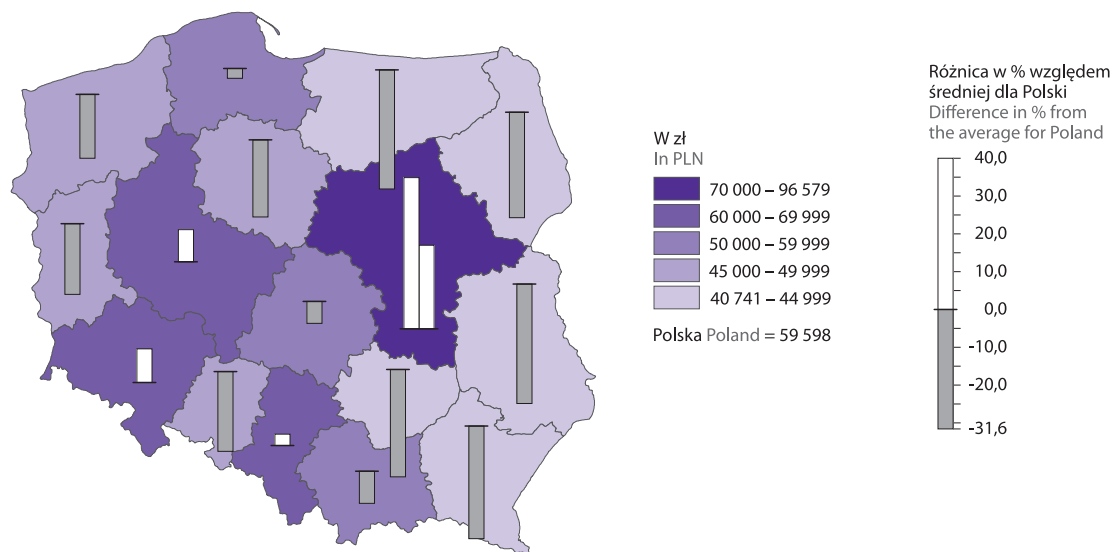 W zł
In PLN
70 000 – 96 579
60 000 – 69 999
50 000 – 59 999
45 000 – 49 999
40 741 – 44 999
Polska Poland = 59 598
Różnica w % względem
średniej dla Polski
Difference in % from
the average for Poland
40,0
30,0
20,0
10,0
0,0
-10,0
-20,0
-31,6